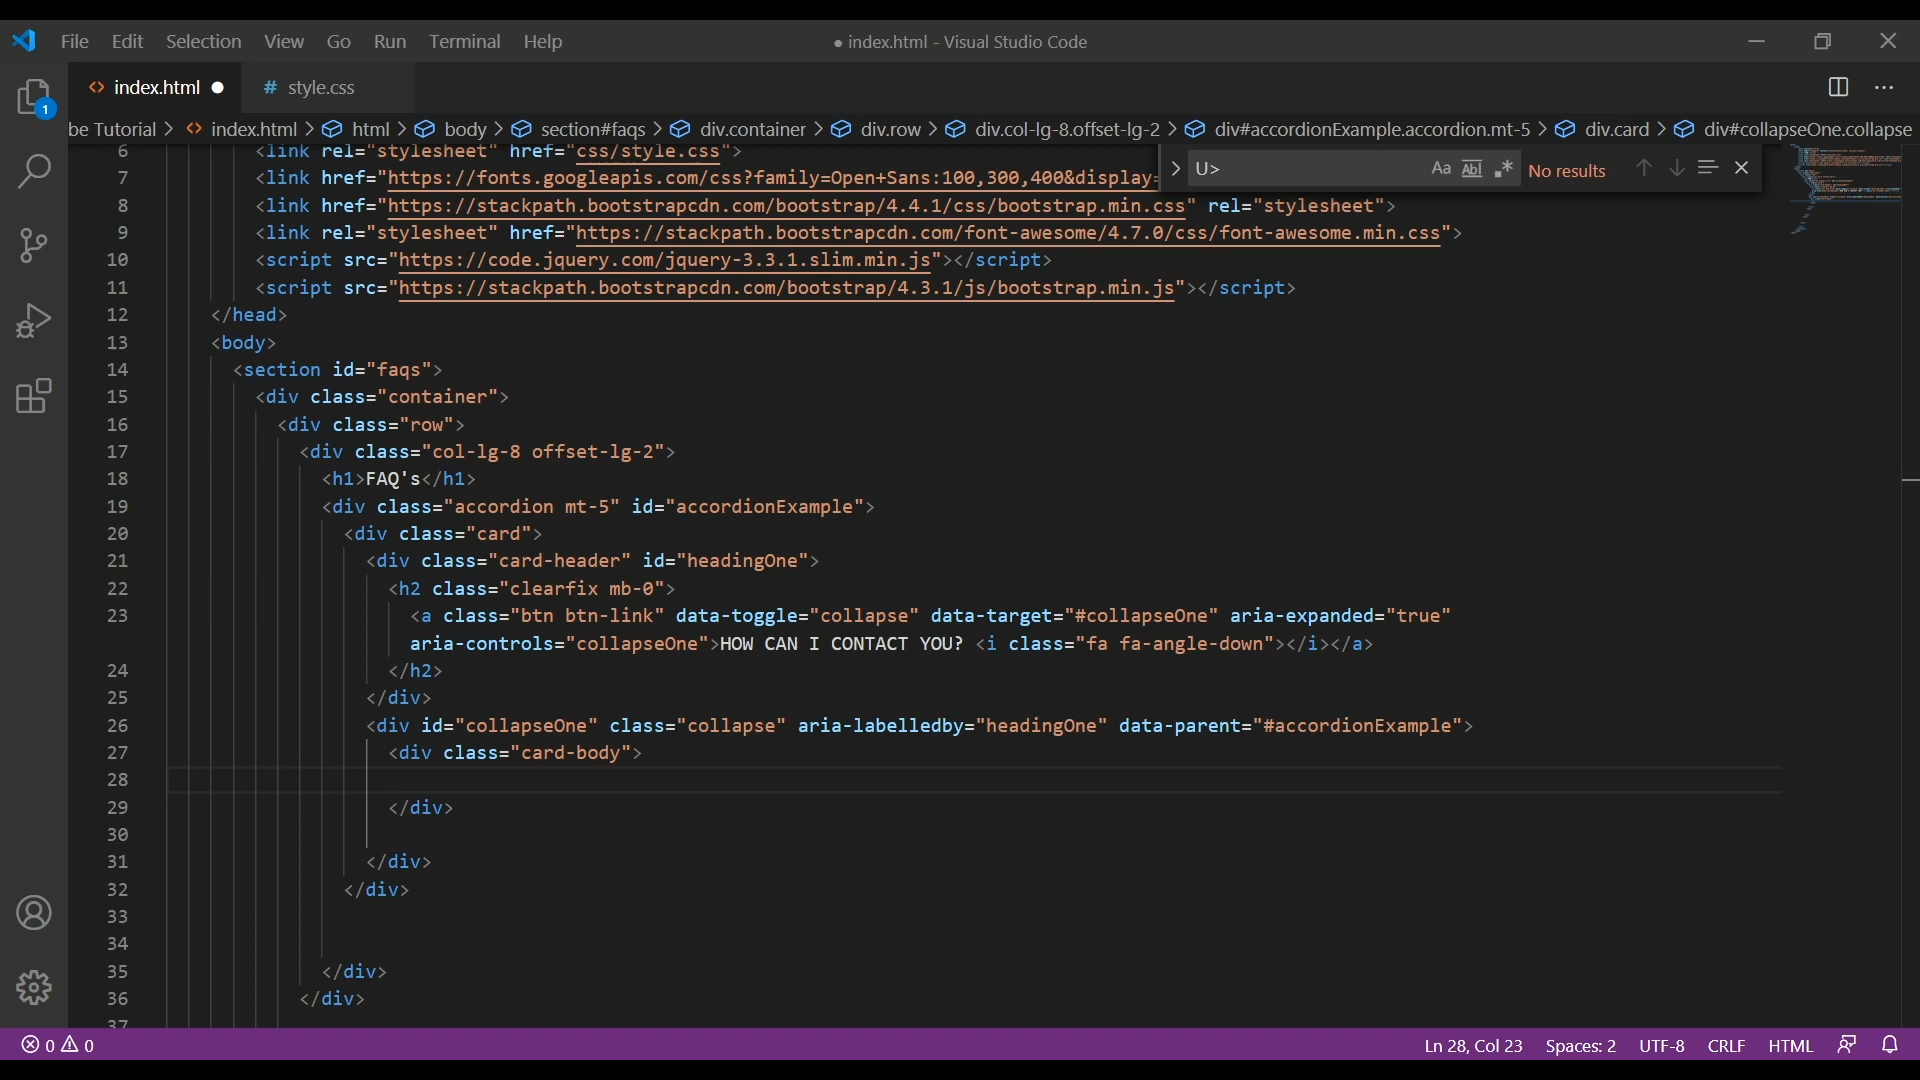 File Edit Selection View Go Run Terminal Help
● index.html - Visual Studio Code
1
<> index.html ●
# style.css
be Tutorial > <> index.html > html > body > section#faqs > div.container > div.row > div.col-lg-8.offset-lg-2 > div#accordionExample.accordion.mt-5 > div.card > div#collapseOne.collapse
> U> Aa Abl .* No results
6 <link rel="stylesheet" href="css/style.css">
7 <link href="https://fonts.googleapis.com/css?family=Open+Sans:100,300,400&display=
8 <link href="https://stackpath.bootstrapcdn.com/bootstrap/4.4.1/css/bootstrap.min.css" rel="stylesheet">
9 <link rel="stylesheet" href="https://stackpath.bootstrapcdn.com/font-awesome/4.7.0/css/font-awesome.min.css">
10 <script src="https://code.jquery.com/jquery-3.3.1.slim.min.js"></script>
11 <script src="https://stackpath.bootstrapcdn.com/bootstrap/4.3.1/js/bootstrap.min.js"></script>
12 </head>
13 <body>
14 <section id="faqs">
15 <div class="container">
16 <div class="row">
17 <div class="col-lg-8 offset-lg-2">
18 <h1>FAQ's</h1>
19 <div class="accordion mt-5" id="accordionExample">
20 <div class="card">
21 <div class="card-header" id="headingOne">
22 <h2 class="clearfix mb-0">
23 <a class="btn btn-link" data-toggle="collapse" data-target="#collapseOne" aria-expanded="true"
aria-controls="collapseOne">HOW CAN I CONTACT YOU? <i class="fa fa-angle-down"></i></a>
24 </h2>
25 </div>
26 <div id="collapseOne" class="collapse" aria-labelledby="headingOne" data-parent="#accordionExample">
27 <div class="card-body">
28
29 </div>
30
31 </div>
32 </div>
33
34
35 </div>
36 </div>
37
0 0 Ln 28, Col 23 Spaces: 2 UTF-8 CRLF HTML